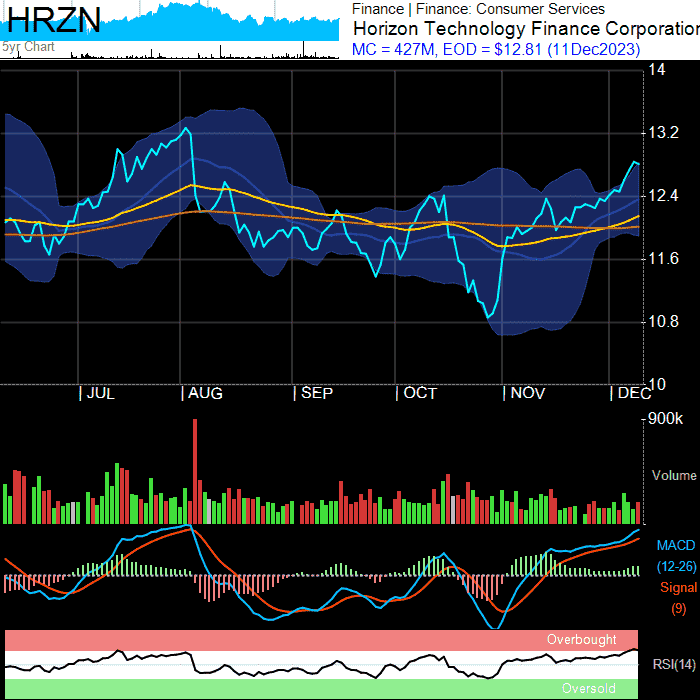 HRZN
5yr Chart
Finance | Finance: Consumer Services
Horizon Technology Finance Corporation
MC = 427M, EOD = $12.81 (11Dec2023)
14
13.2
12.4
11.6
10.8
10
JUL
AUG
SEP
OCT
NOV
DEC
900k
Volume
MACD
(12-26)
Signal
(9)
Overbought
RSI(14)
Oversold